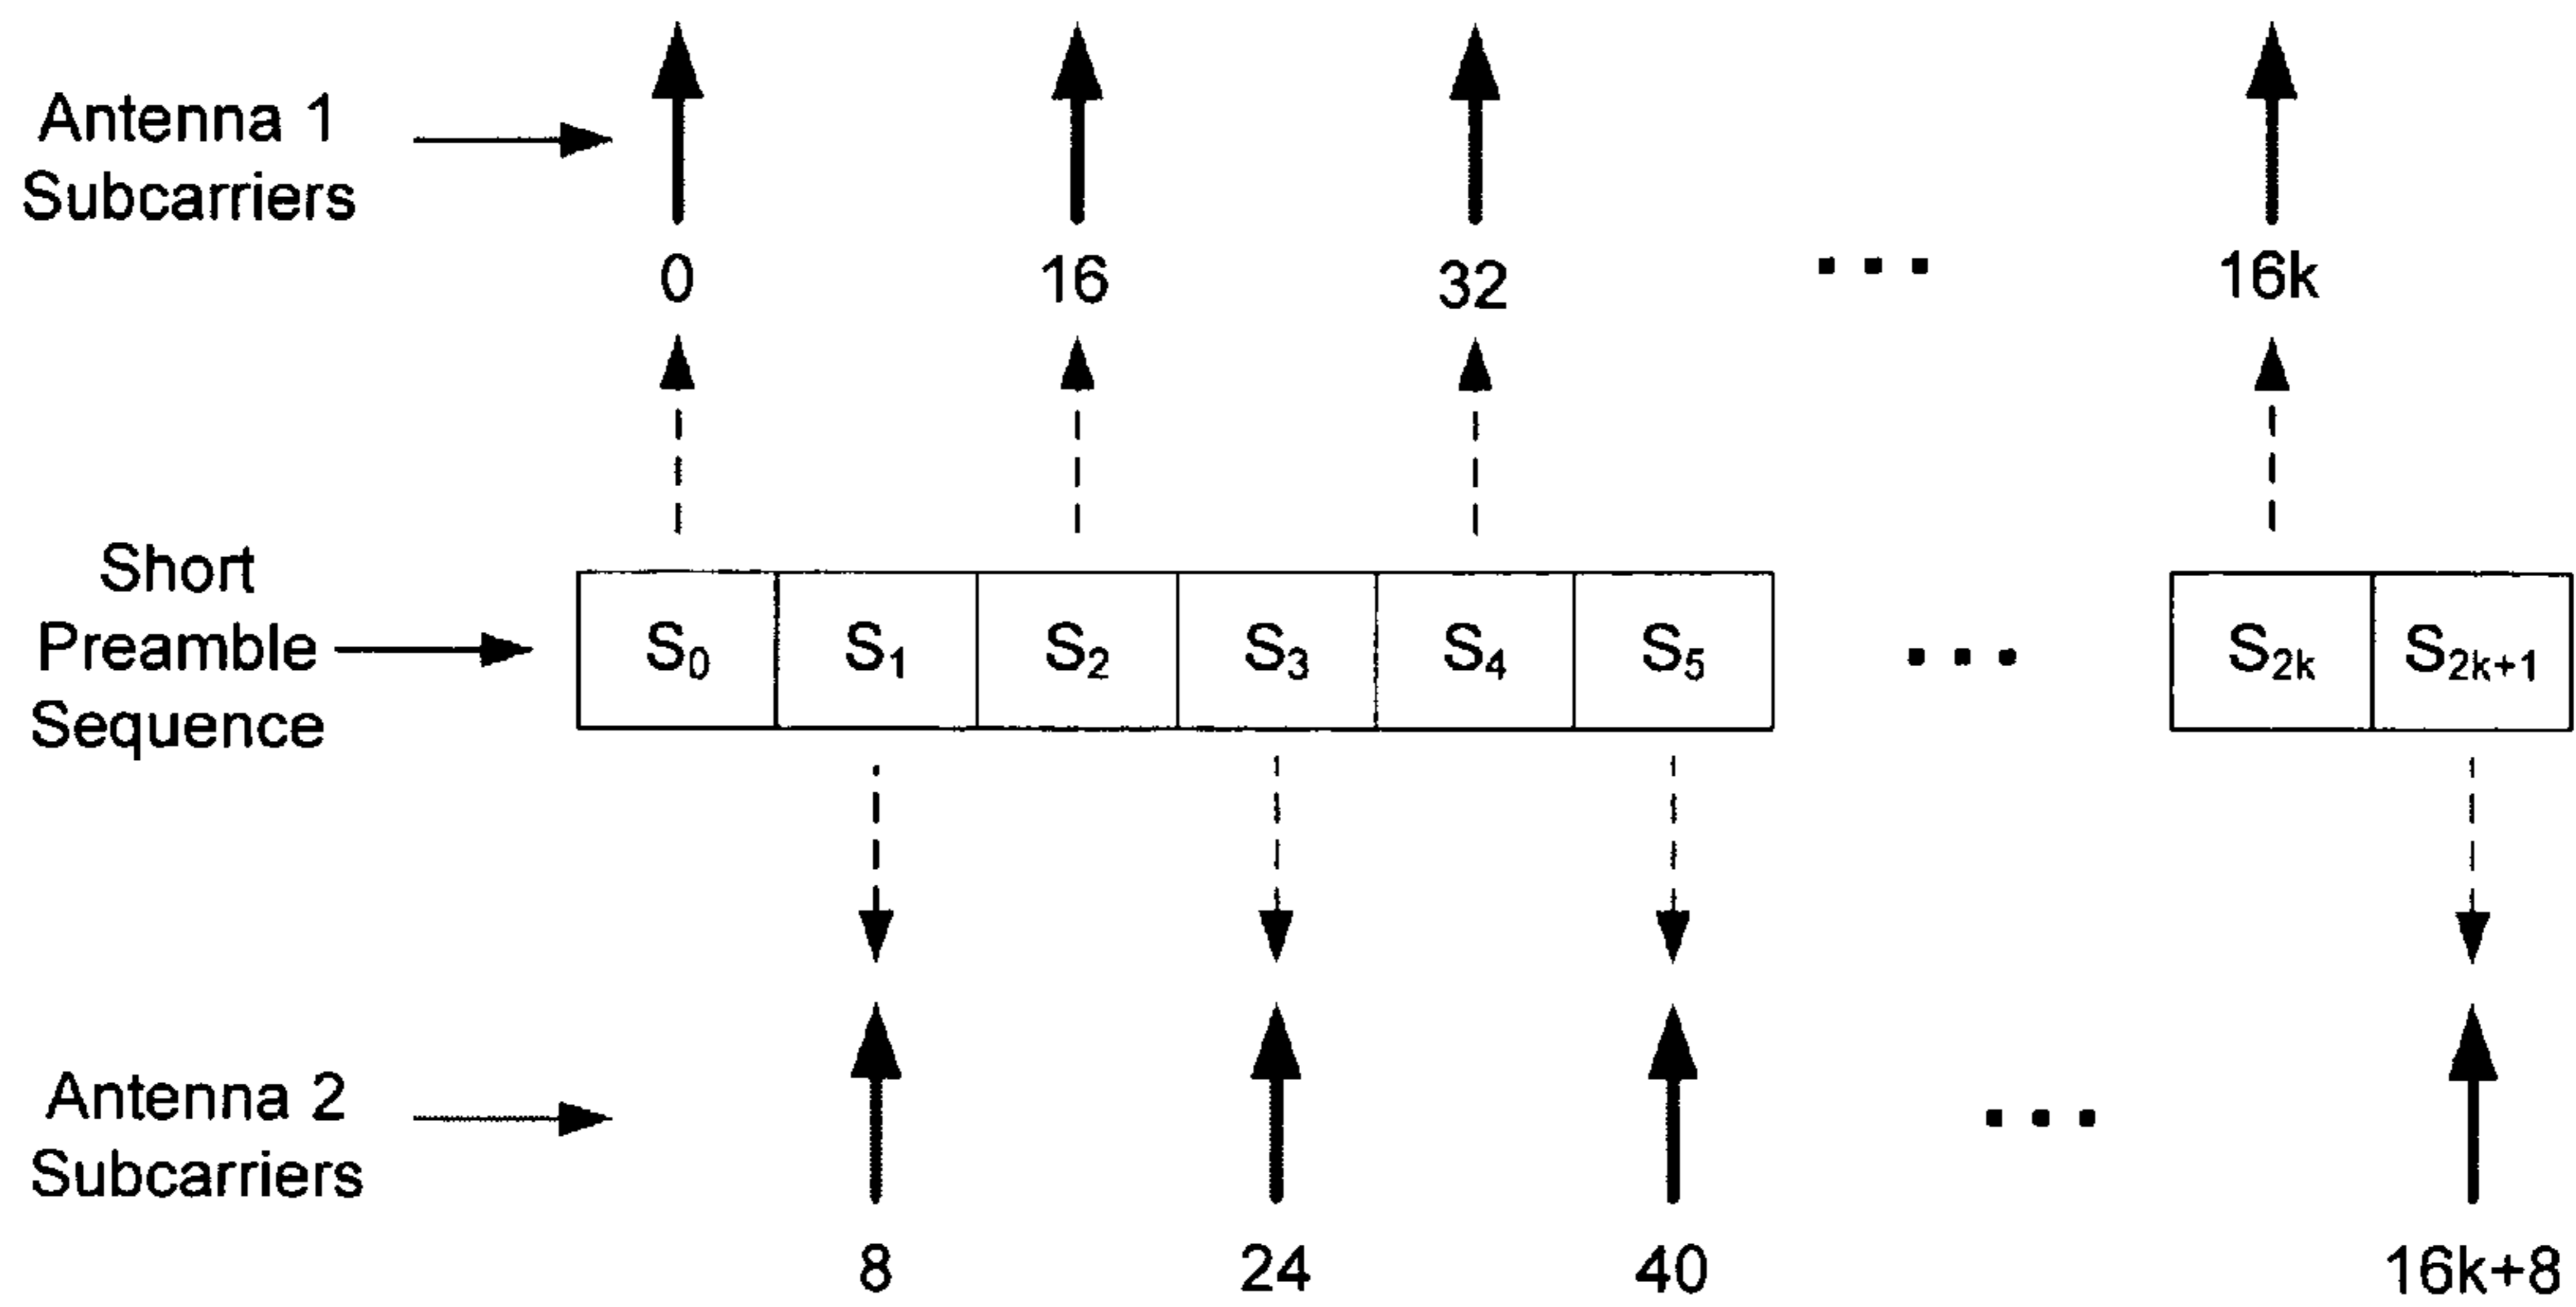 Antenna 1
Subcarriers
0 16 32 ... 16k
Short
Preamble
Sequence
S0 S1 S2 S3 S4 S5 ... S2k S2k+1
Antenna 2
Subcarriers
...
8 24 40 16k+8